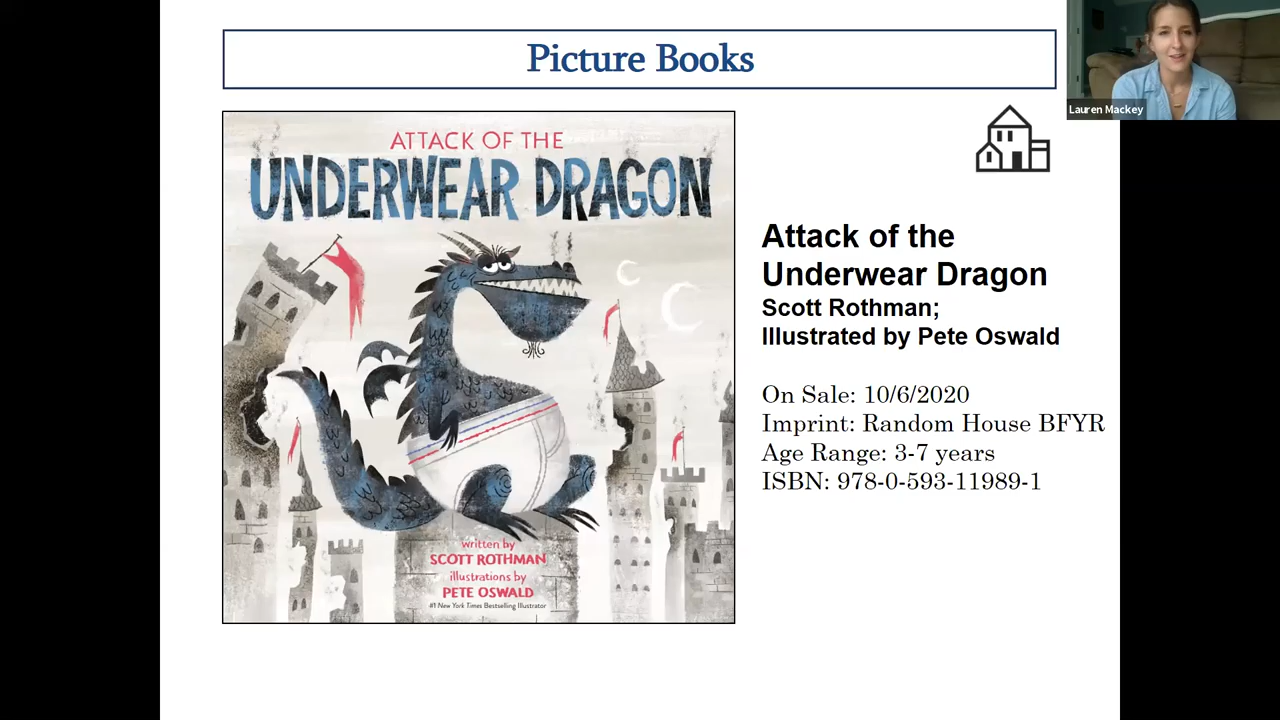 Picture Books
Lauren Mackey
ATTACK OF THE
UNDERWEAR DRAGON
written by
SCOTT ROTHMAN
illustrations by
PETE OSWALD
#1 New York Times Bestselling Illustrator
Attack of the
Underwear Dragon
Scott Rothman;
Illustrated by Pete Oswald
On Sale: 10/6/2020
Imprint: Random House BFYR
Age Range: 3-7 years
ISBN: 978-0-593-11989-1